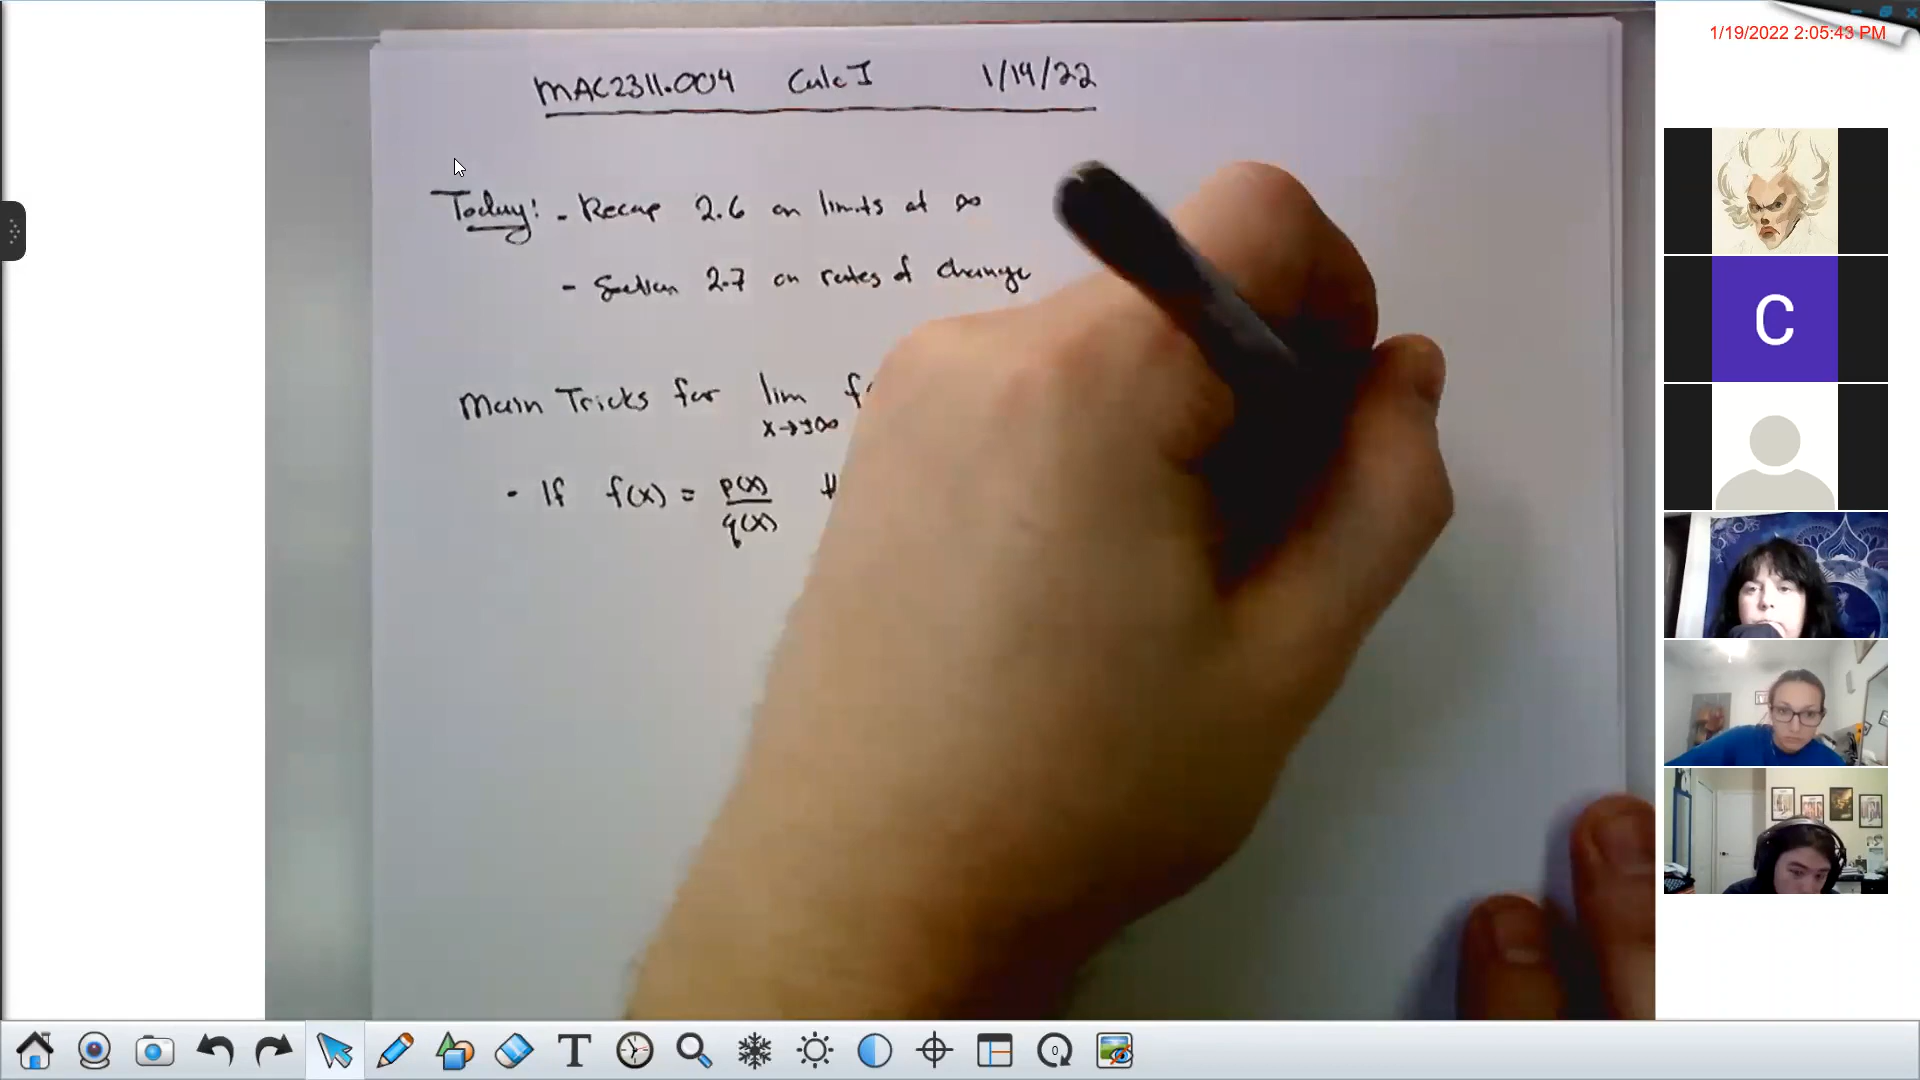 1/19/2022 2:05:43 PM
MAC2311.004 Calc I 1/19/22
Today: - Recap 2.6 on limits at ∞
- Section 2.7 on rates of change
Main Tricks for lim f(
x→±∞
· If f(x) = p(x)
q(x)
C
T
0